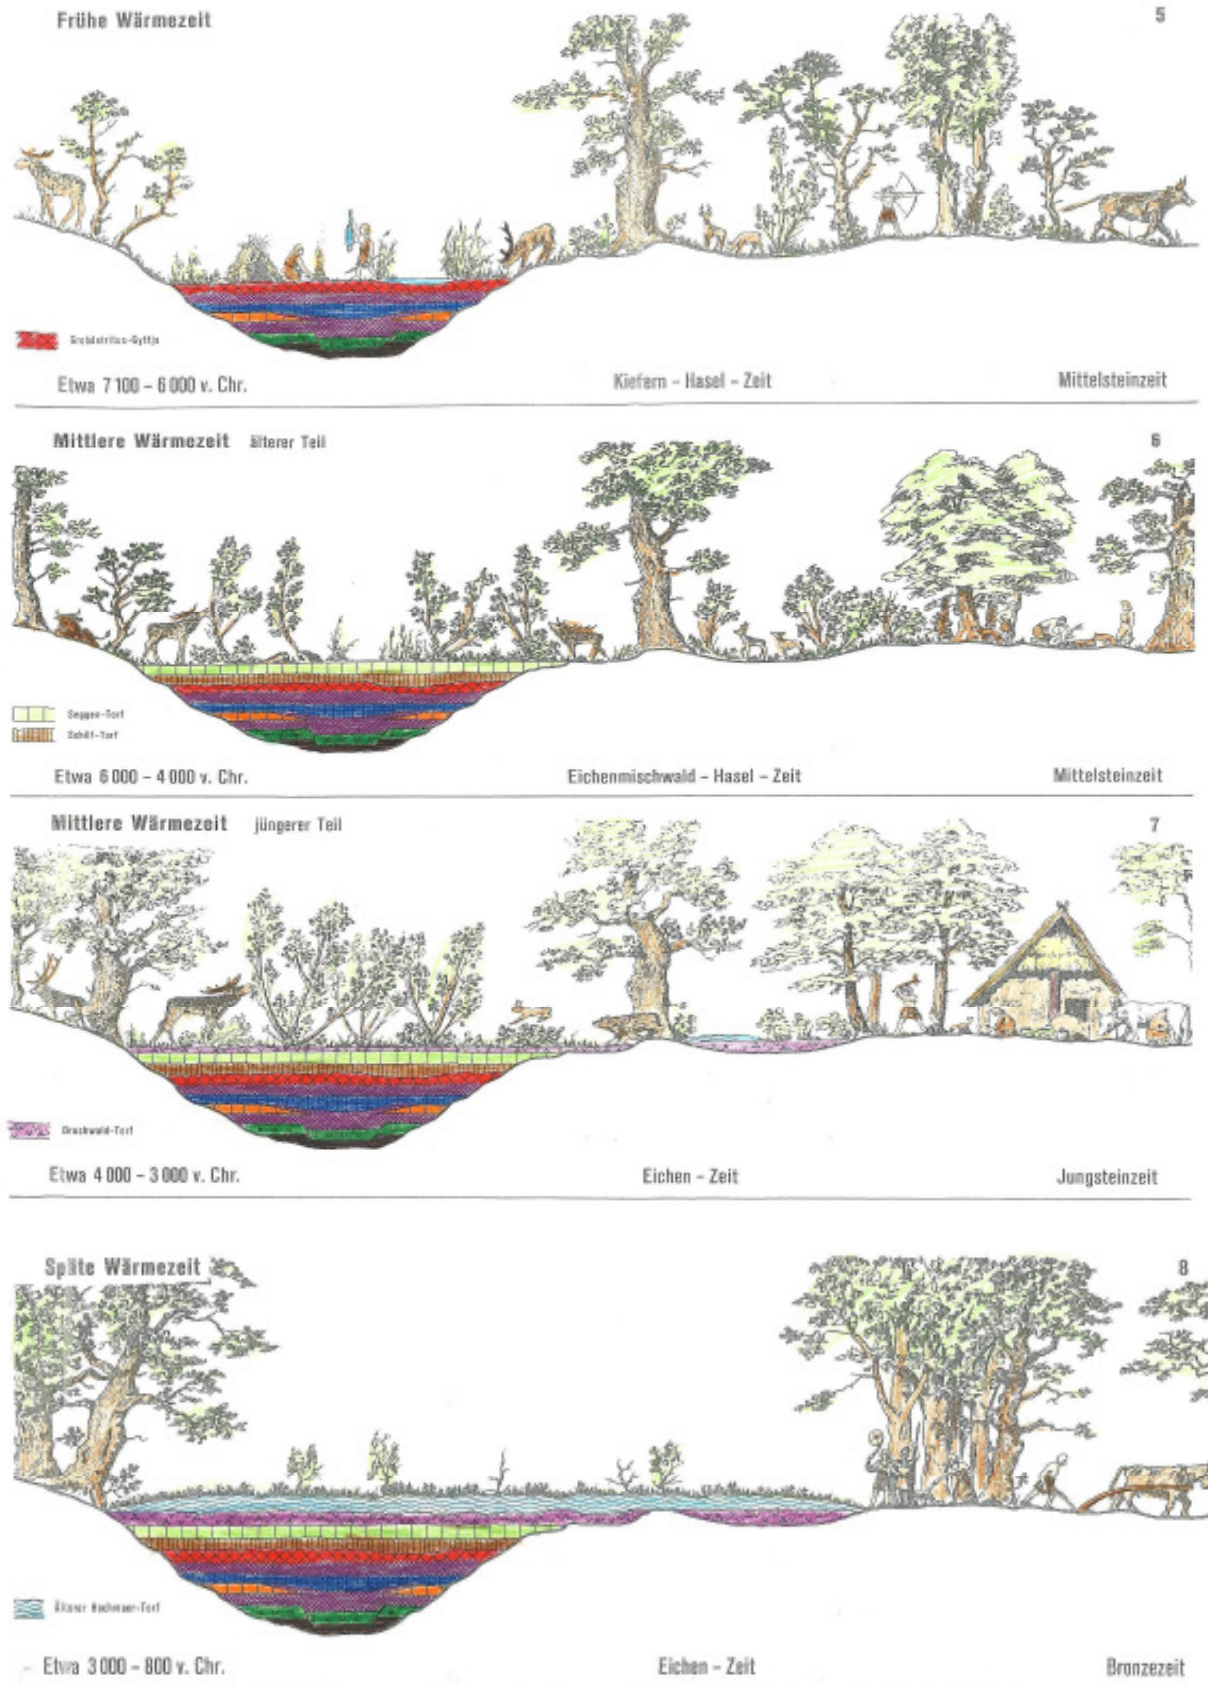 Frühe Wärmezeit
5
Grobdetritus-Gyttja
Etwa 7100 – 6000 v. Chr.
Kiefern – Hasel – Zeit
Mittelsteinzeit
Mittlere Wärmezeit älterer Teil
6
Seggen-Torf
Schilf-Torf
Etwa 6000 – 4000 v. Chr.
Eichenmischwald – Hasel – Zeit
Mittelsteinzeit
Mittlere Wärmezeit jüngerer Teil
7
Bruchwald-Torf
Etwa 4000 – 3000 v. Chr.
Eichen – Zeit
Jungsteinzeit
Späte Wärmezeit
8
Älterer Hochmoor-Torf
Etwa 3000 – 800 v. Chr.
Eichen – Zeit
Bronzezeit